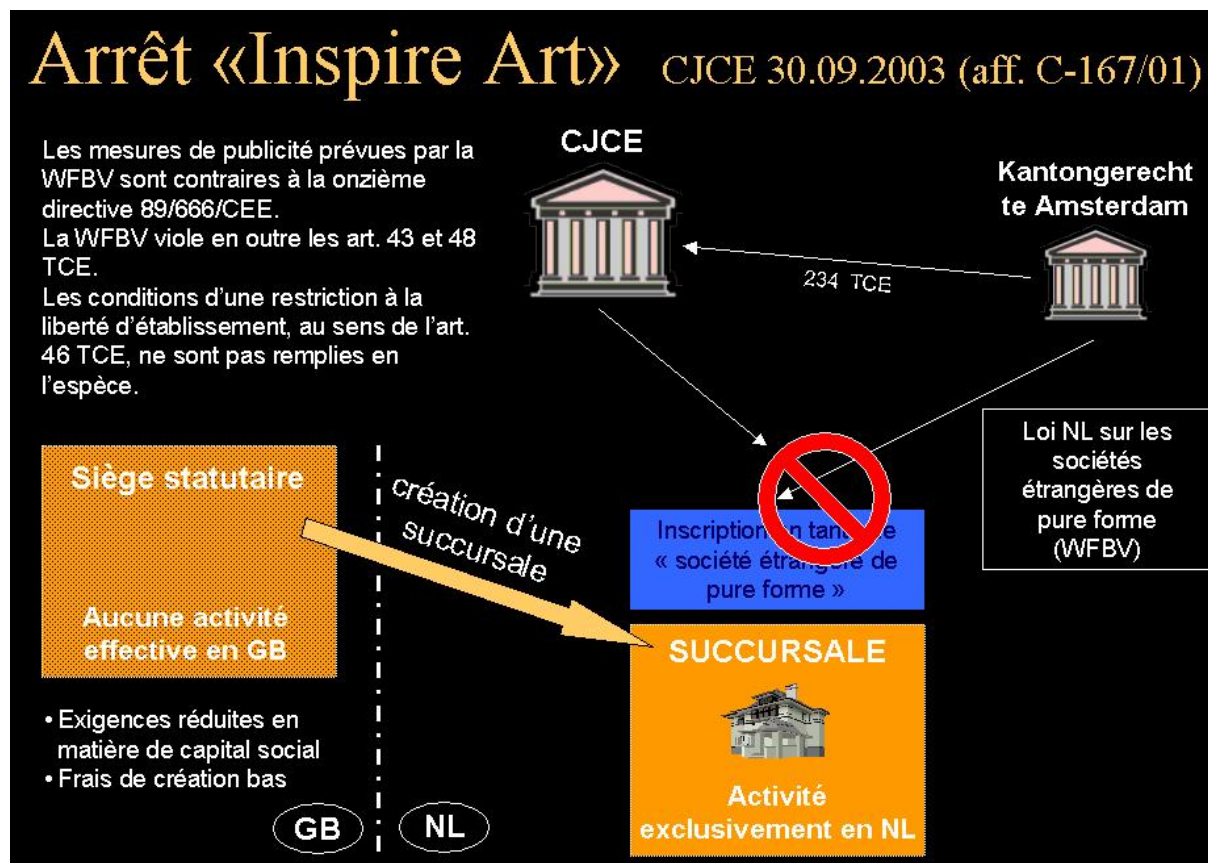 Arrêt «Inspire Art» CJCE 30.09.2003 (aff. C-167/01)
Les mesures de publicité prévues par la
WFBV sont contraires à la onzième
directive 89/666/CEE.
La WFBV viole en outre les art. 43 et 48
TCE.
Les conditions d'une restriction à la
liberté d'établissement, au sens de l'art.
46 TCE, ne sont pas remplies en
l'espèce.
CJCE
Kantongerecht
te Amsterdam
234 TCE
Loi NL sur les
sociétés
étrangères de
pure forme
(WFBV)
Siège statutaire
Aucune activité
effective en GB
création d'une
succursale
Inscription en tant
« société étrangère de
pure forme »
SUCCURSALE
Activité
exclusivement en NL
• Exigences réduites en
matière de capital social
• Frais de création bas
GB
NL